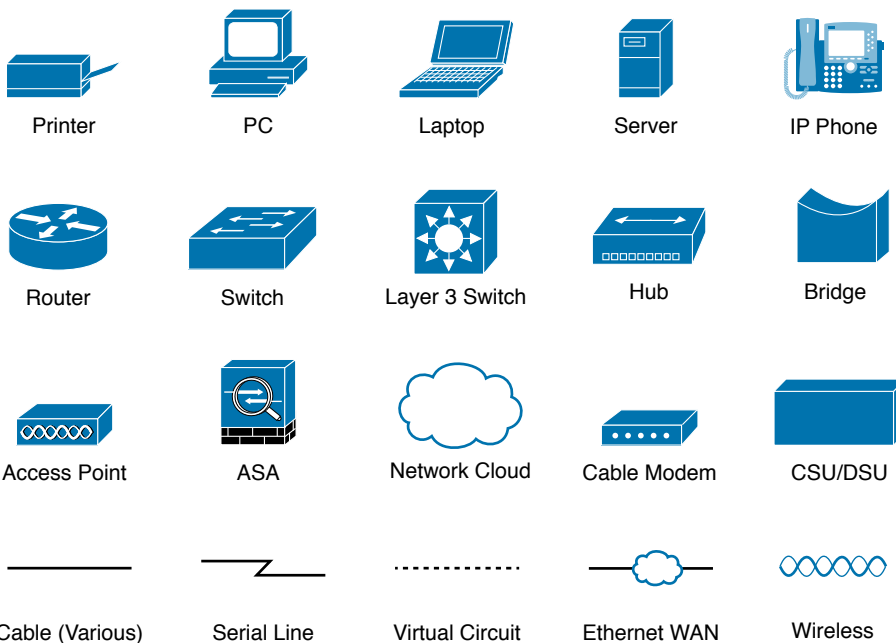 Printer
PC
Laptop
Server
IP Phone
Router
Switch
Layer 3 Switch
Hub
Bridge
Access Point
ASA
Network Cloud
Cable Modem
CSU/DSU
Cable (Various)
Serial Line
Virtual Circuit
Ethernet WAN
Wireless